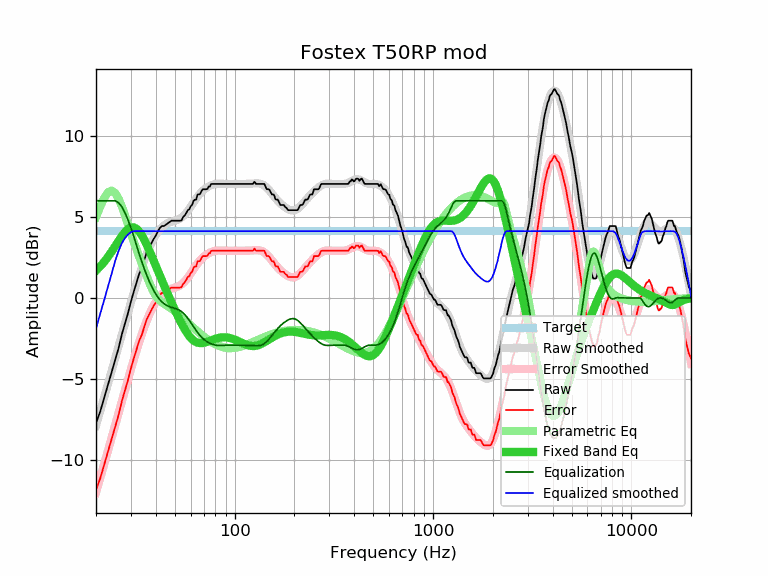 Fostex T50RP mod
Amplitude (dBr)
10
5
0
−5
−10
Target
Raw Smoothed
Error Smoothed
Raw
Error
Parametric Eq
Fixed Band Eq
Equalization
Equalized smoothed
100
1000
10000
Frequency (Hz)